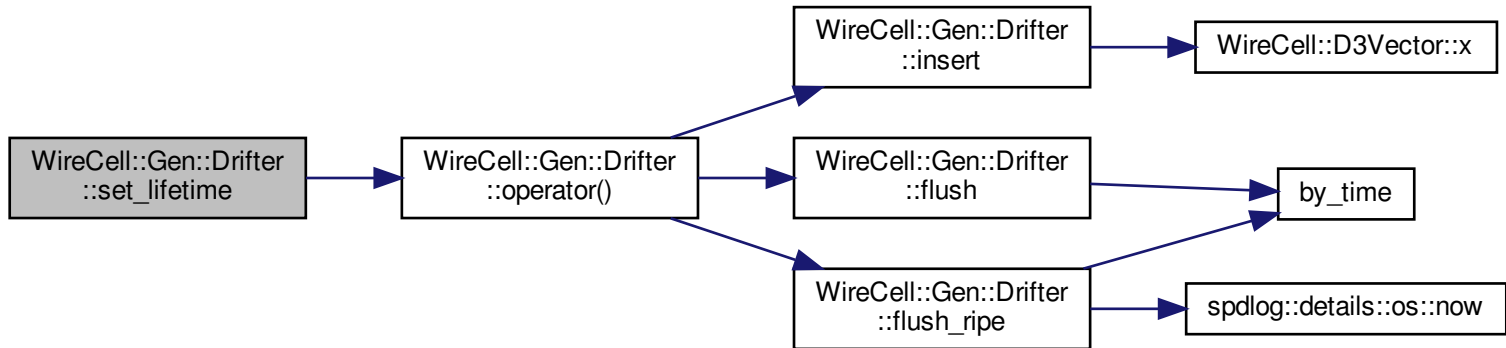 WireCell::Gen::Drifter
::set_lifetime
WireCell::Gen::Drifter
::operator()
WireCell::Gen::Drifter
::insert
WireCell::D3Vector::x
WireCell::Gen::Drifter
::flush
by_time
WireCell::Gen::Drifter
::flush_ripe
spdlog::details::os::now